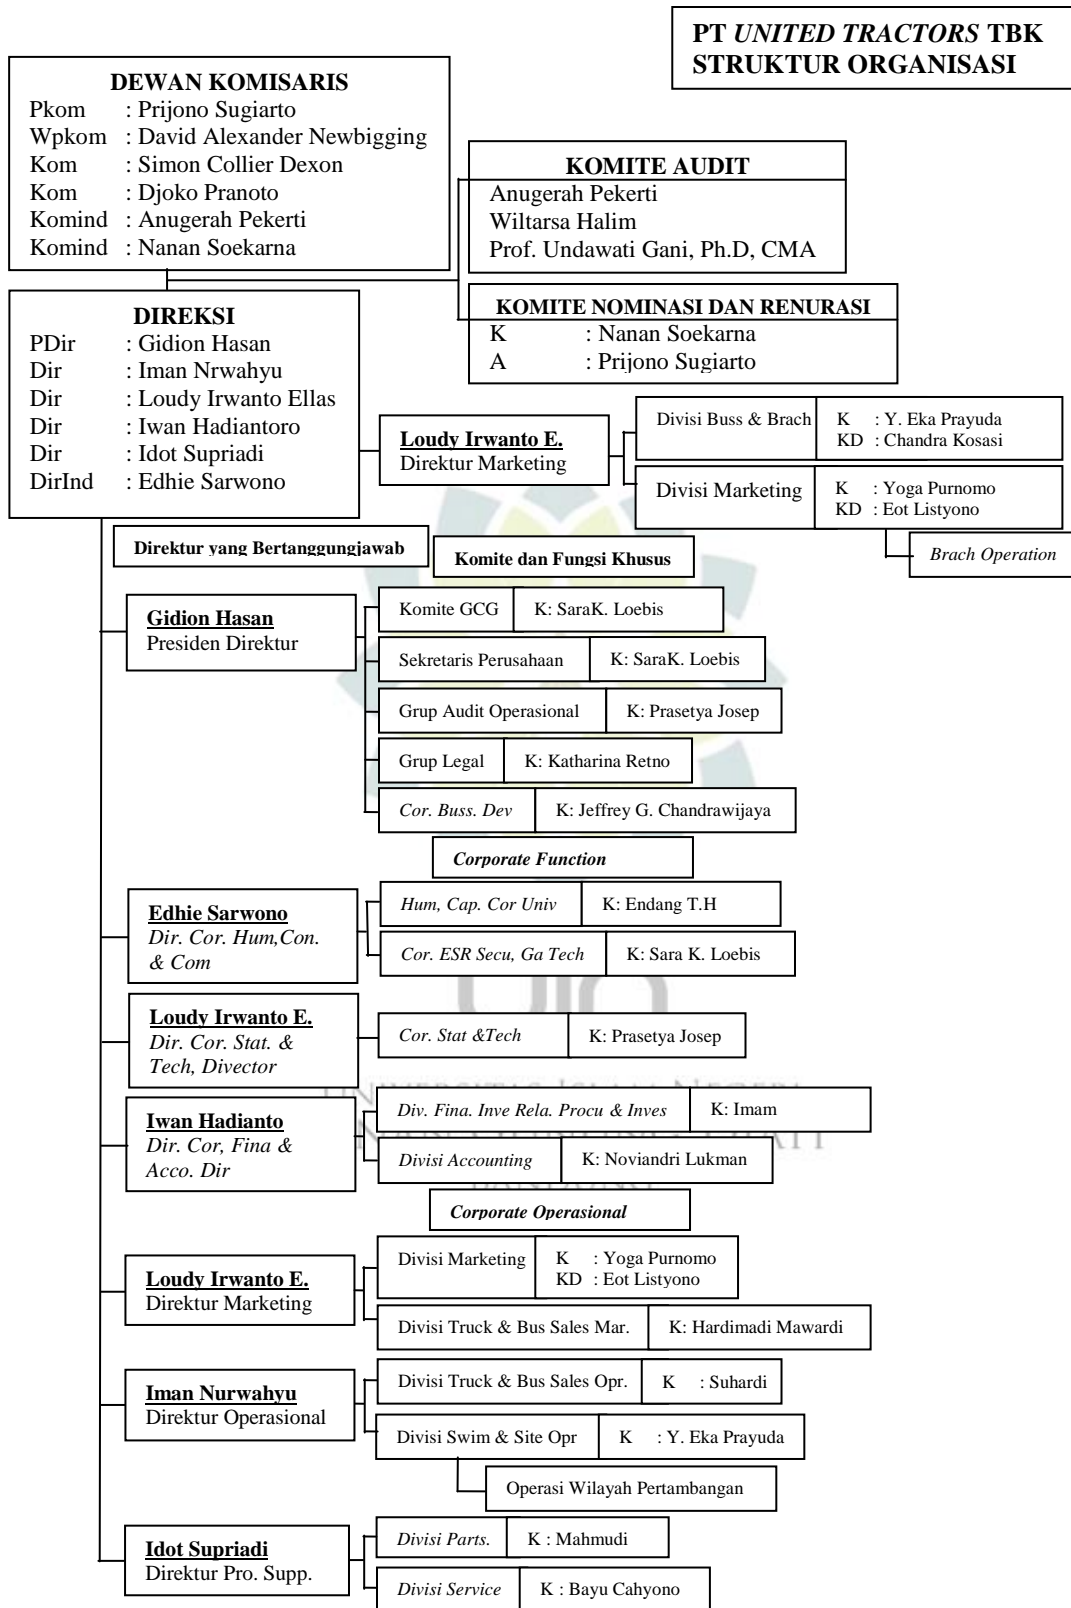 PT UNITED TRACTORS TBK
STRUKTUR ORGANISASI
DEWAN KOMISARIS
Pkom : Prijono Sugiarto
Wpkom : David Alexander Newbigging
Kom : Simon Collier Dexon
Kom : Djoko Pranoto
Komind : Anugerah Pekerti
Komind : Nanan Soekarna
KOMITE AUDIT
Anugerah Pekerti
Wiltarsa Halim
Prof. Undawati Gani, Ph.D, CMA
KOMITE NOMINASI DAN RENURASI
K : Nanan Soekarna
A : Prijono Sugiarto
DIREKSI
PDir : Gidion Hasan
Dir : Iman Nrwahyu
Dir : Loudy Irwanto Ellas
Dir : Iwan Hadiantoro
Dir : Idot Supriadi
DirInd : Edhie Sarwono
Loudy Irwanto E.
Direktur Marketing
Divisi Buss & Brach
K : Y. Eka Prayuda
KD : Chandra Kosasi
Divisi Marketing
K : Yoga Purnomo
KD : Eot Listyono
Brach Operation
Direktur yang Bertanggungjawab
Komite dan Fungsi Khusus
Gidion Hasan
Presiden Direktur
Komite GCG K: SaraK. Loebis
Sekretaris Perusahaan K: SaraK. Loebis
Grup Audit Operasional K: Prasetya Josep
Grup Legal K: Katharina Retno
Cor. Buss. Dev K: Jeffrey G. Chandrawijaya
Corporate Function
Edhie Sarwono
Dir. Cor. Hum,Con.
& Com
Hum, Cap. Cor Univ K: Endang T.H
Cor. ESR Secu, Ga Tech K: Sara K. Loebis
Loudy Irwanto E.
Dir. Cor. Stat. &
Tech, Divector
Cor. Stat &Tech K: Prasetya Josep
UNIVERSITAS ISLAM NEGERI
Iwan Hadianto
Dir. Cor, Fina &
Acco. Dir
Div. Fina. Inve Rela. Procu & Inves K: Imam
Divisi Accounting K: Noviandri Lukman
Corporate Operasional
Loudy Irwanto E.
Direktur Marketing
Divisi Marketing
K : Yoga Purnomo
KD : Eot Listyono
Divisi Truck & Bus Sales Mar. K: Hardimadi Mawardi
Iman Nurwahyu
Direktur Operasional
Divisi Truck & Bus Sales Opr. K : Suhardi
Divisi Swim & Site Opr K : Y. Eka Prayuda
Operasi Wilayah Pertambangan
Idot Supriadi
Direktur Pro. Supp.
Divisi Parts. K : Mahmudi
Divisi Service K : Bayu Cahyono